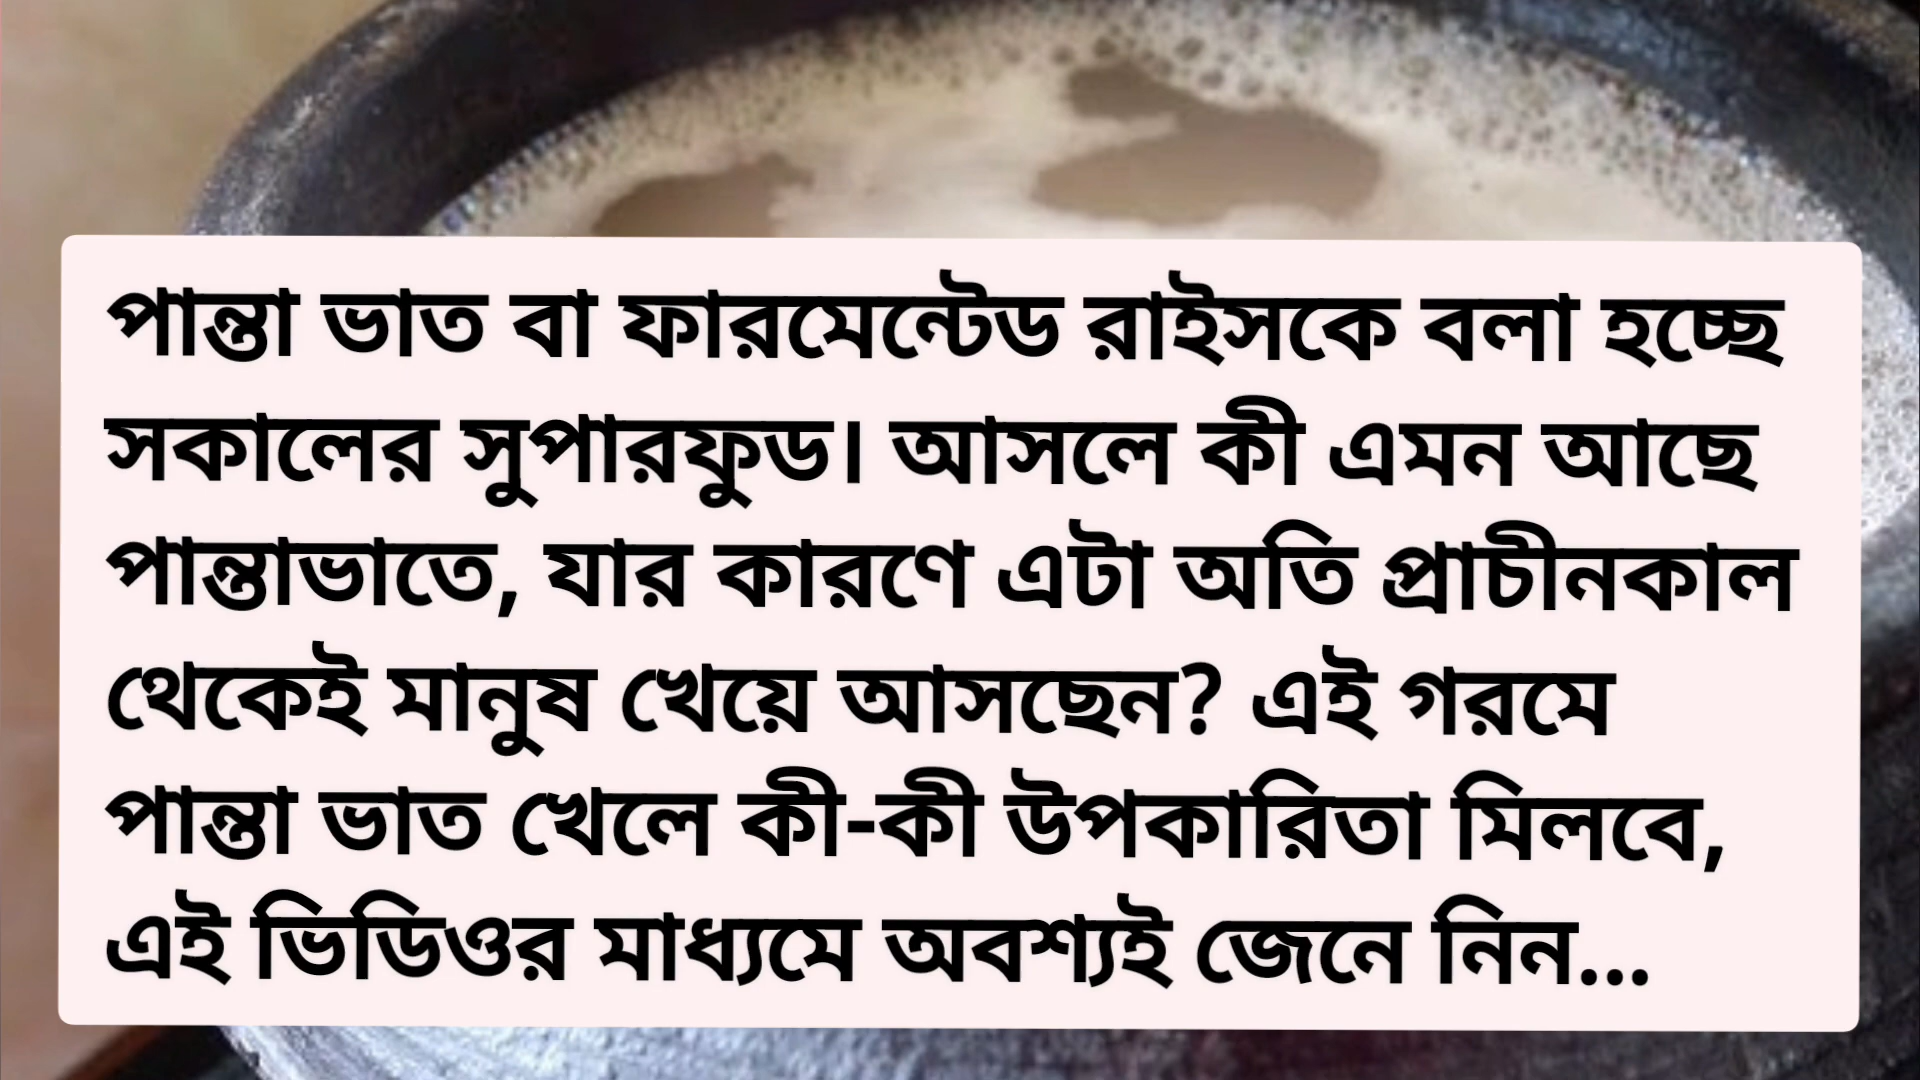 পান্তা ভাত বা ফারমেন্টেড রাইসকে বলা হচ্ছে
সকালের সুপারফুড। আসলে কী এমন আছে
পান্তাভাতে, যার কারণে এটা অতি প্রাচীনকাল
থেকেই মানুষ খেয়ে আসছেন? এই গরমে
পান্তা ভাত খেলে কী-কী উপকারিতা মিলবে,
এই ভিডিওর মাধ্যমে অবশ্যই জেনে নিন...